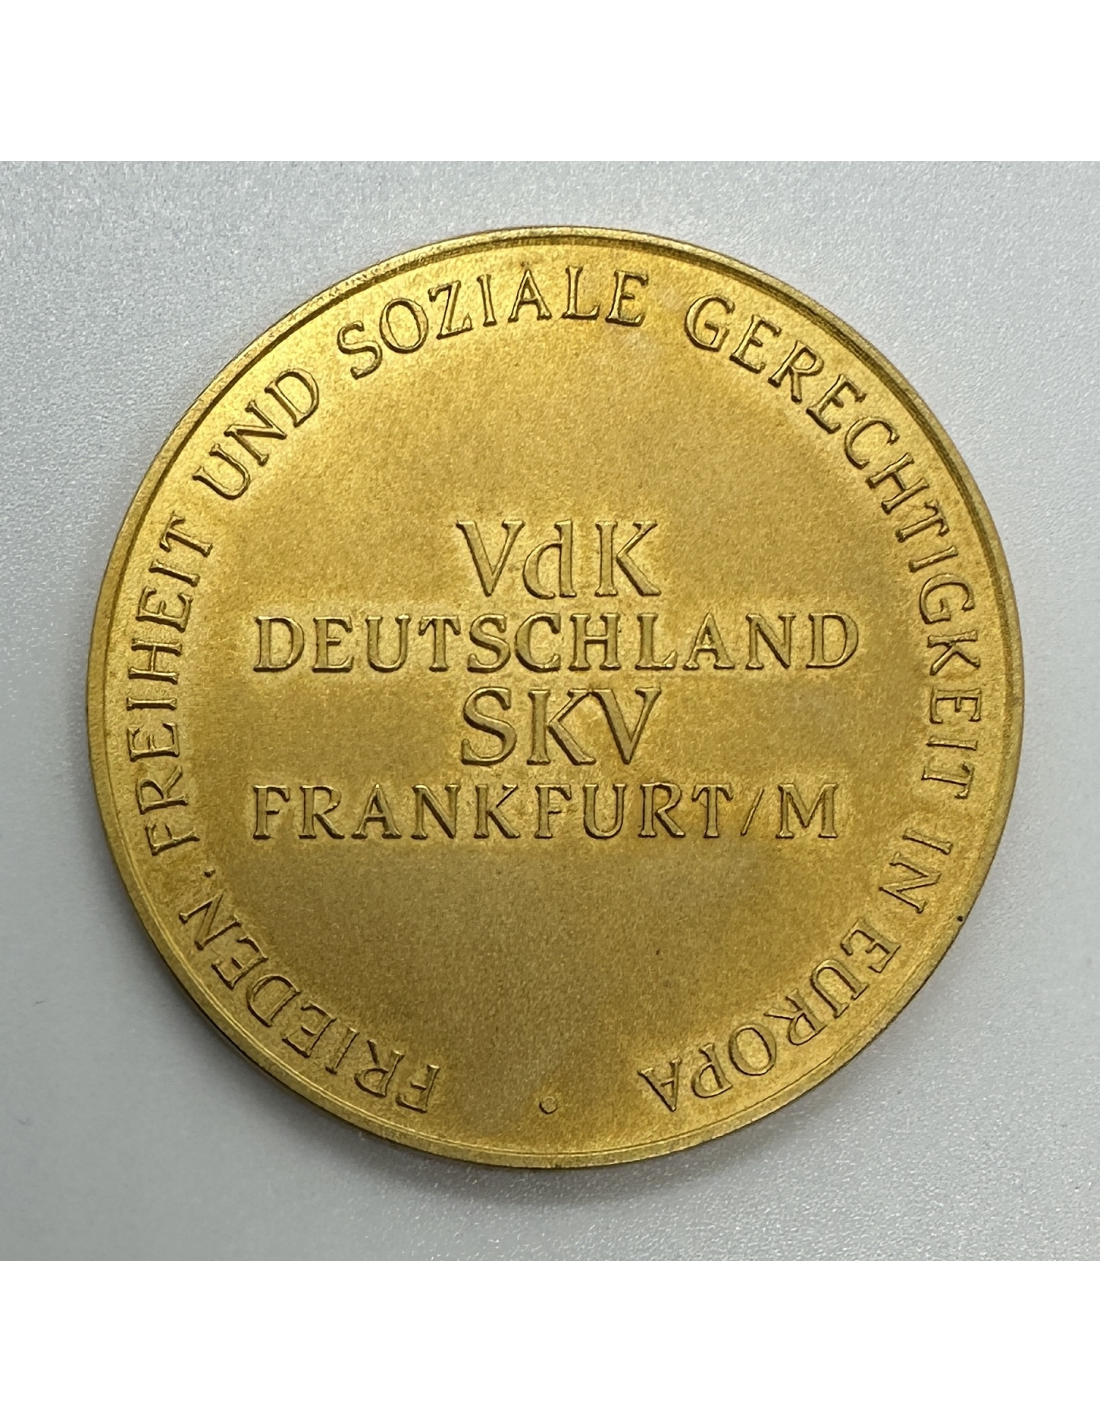 FRIEDEN, FREIHEIT UND SOZIALE GERECHTIGKEIT IN EUROPA
VdK
DEUTSCHLAND
SKV
FRANKFURT/M